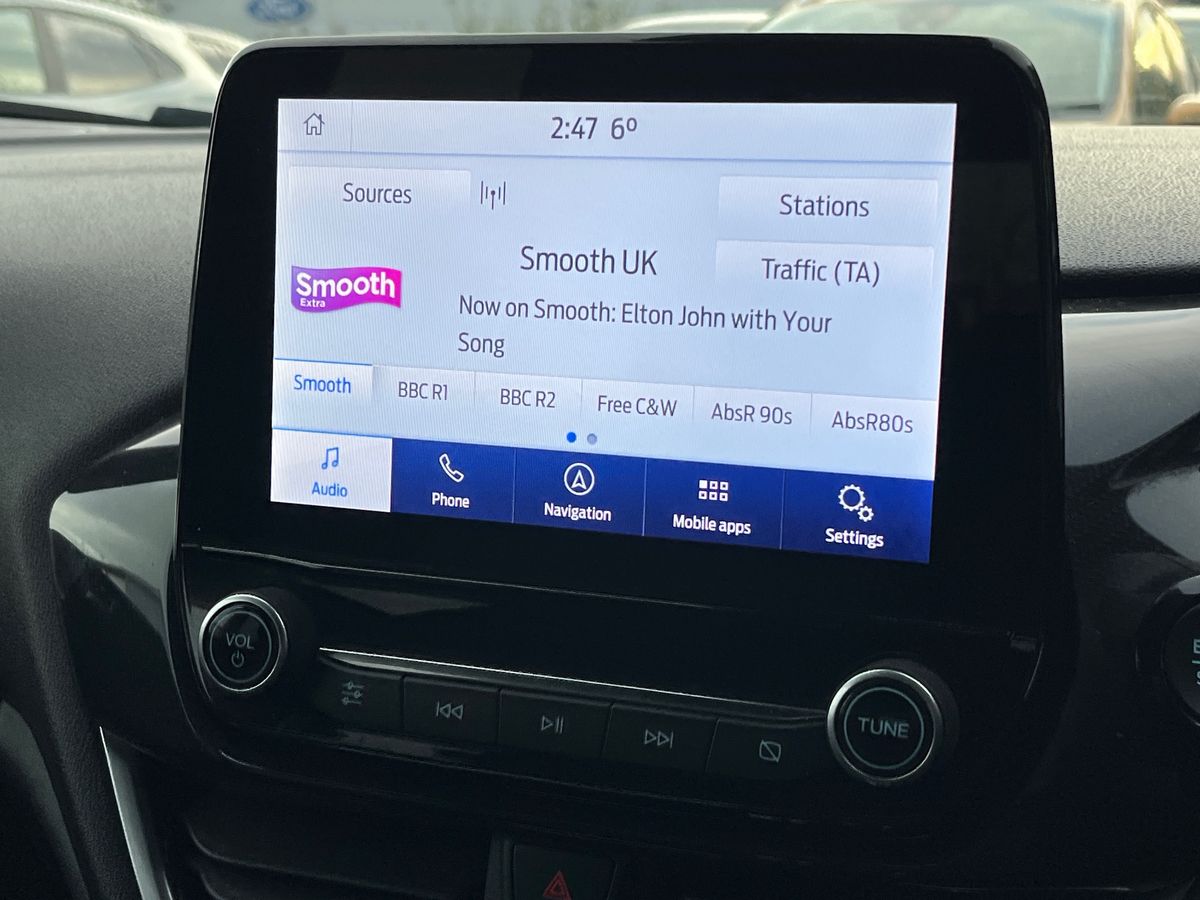 Ford
2:47 6º
Sources
Stations
Smooth UK
Traffic (TA)
Smooth
Extra
Now on Smooth: Elton John with Your
Song
Smooth BBC R1 BBC R2 Free C&W AbsR 90s AbsR80s
Audio Phone Navigation Mobile apps Settings
VOL
TUNE